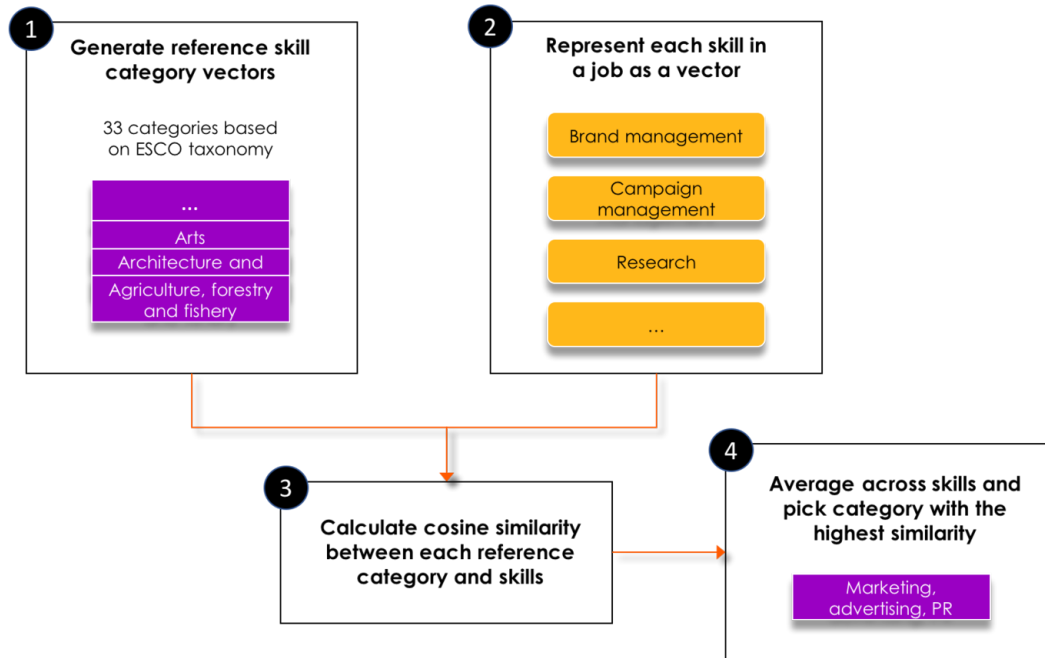 1
Generate reference skill
category vectors
33 categories based
on ESCO taxonomy
...
Arts
Architecture and
Agriculture, forestry
and fishery
2
Represent each skill in
a job as a vector
Brand management
Campaign
management
Research
...
3
Calculate cosine similarity
between each reference
category and skills
4
Average across skills and
pick category with the
highest similarity
Marketing,
advertising, PR